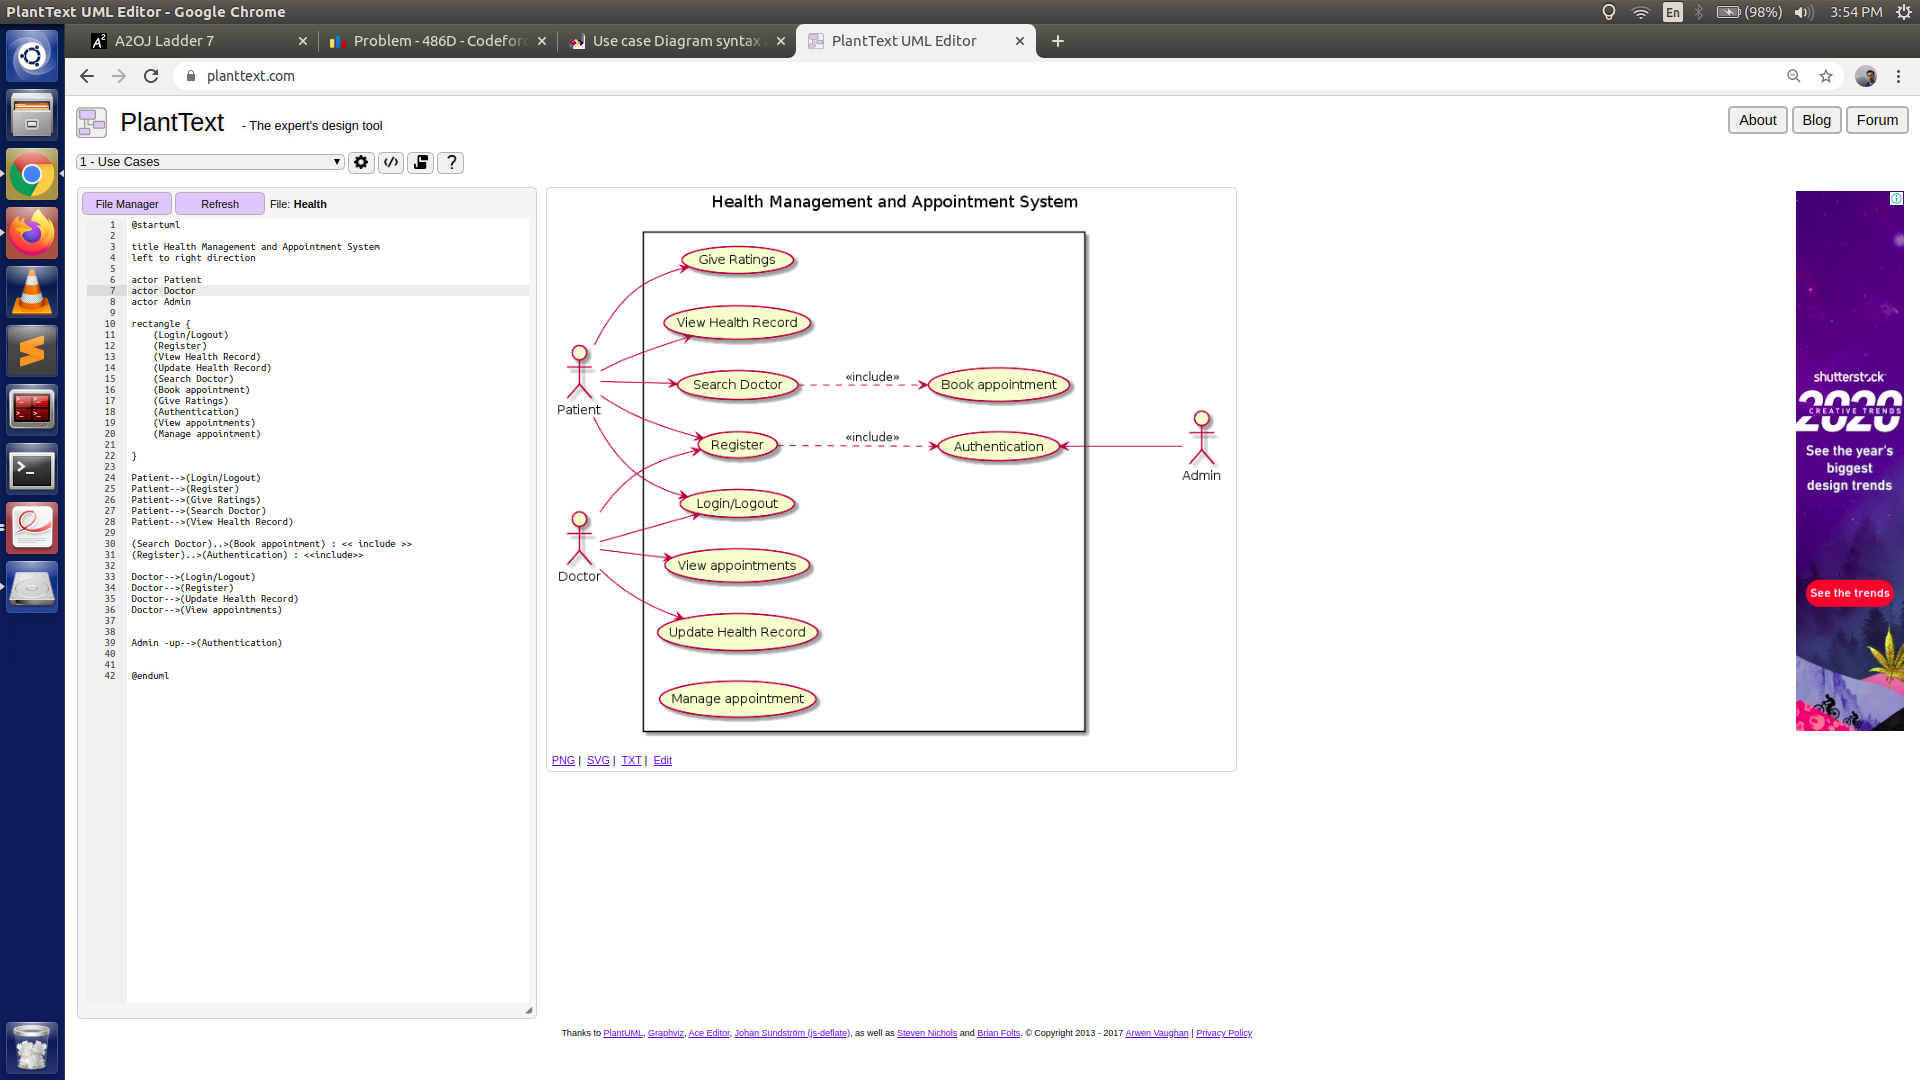 PlantText UML Editor - Google Chrome
En
(98%)
3:54 PM
A2
A2OJ Ladder 7
Problem - 486D - Codeforc
Use case Diagram syntax
PlantText UML Editor
planttext.com
PlantText
- The expert's design tool
About
Blog
Forum
1 - Use Cases
?
File Manager
Refresh
File: Health
1 @startuml
2
3 title Health Management and Appointment System
4 left to right direction
5
6 actor Patient
7 actor Doctor
8 actor Admin
9
10 rectangle {
11 (Login/Logout)
12 (Register)
13 (View Health Record)
14 (Update Health Record)
15 (Search Doctor)
16 (Book appointment)
17 (Give Ratings)
18 (Authentication)
19 (View appointments)
20 (Manage appointment)
21
22 }
23
24 Patient-->(Login/Logout)
25 Patient-->(Register)
26 Patient-->(Give Ratings)
27 Patient-->(Search Doctor)
28 Patient-->(View Health Record)
29
30 (Search Doctor)..>(Book appointment) : << include >>
31 (Register)..>(Authentication) : <<include>>
32
33 Doctor-->(Login/Logout)
34 Doctor-->(Register)
35 Doctor-->(Update Health Record)
36 Doctor-->(View appointments)
37
38
39 Admin -up-->(Authentication)
40
41
42 @enduml
Health Management and Appointment System
Give Ratings
View Health Record
Patient
Search Doctor
«include»
Book appointment
Register
«include»
Authentication
Admin
Login/Logout
Doctor
View appointments
Update Health Record
Manage appointment
PNG | SVG | TXT | Edit
shutterstock
2020
CREATIVE TRENDS
See the year's
biggest
design trends
See the trends
Thanks to PlantUML, Graphviz, Ace Editor, Johan Sundström (js-deflate), as well as Steven Nichols and Brian Folts. © Copyright 2013 - 2017 Arwen Vaughan | Privacy Policy